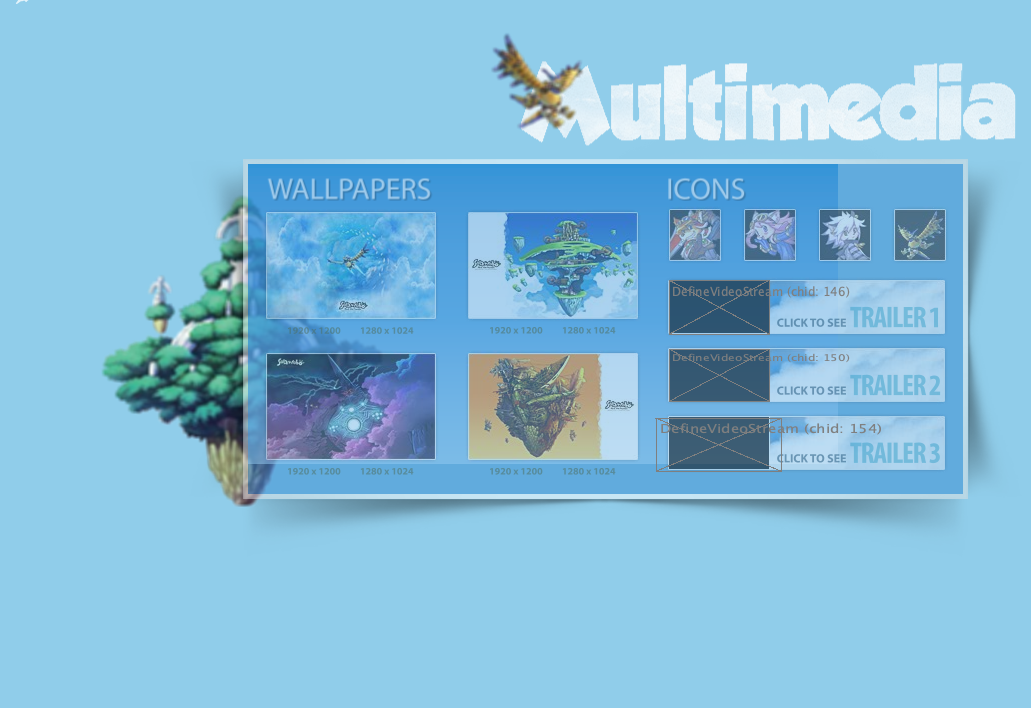 Multimedia
WALLPAPERS
1920 x 1200 1280 x 1024
1920 x 1200 1280 x 1024
1920 x 1200 1280 x 1024
1920 x 1200 1280 x 1024
ICONS
DefineVideoStream (chid: 146)
CLICK TO SEE TRAILER 1
DefineVideoStream (chid: 150)
CLICK TO SEE TRAILER 2
DefineVideoStream (chid: 154)
CLICK TO SEE TRAILER 3